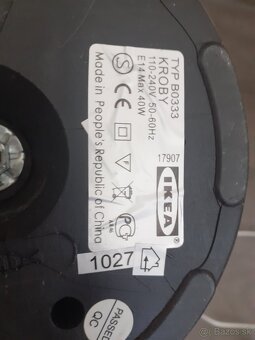 TYP B0333
KROBY
110-240V, 50-60Hz
E14 Max 40W
S CE
Made in People's Republic of China
17907
IKEA
®
1027
PASSED
QC